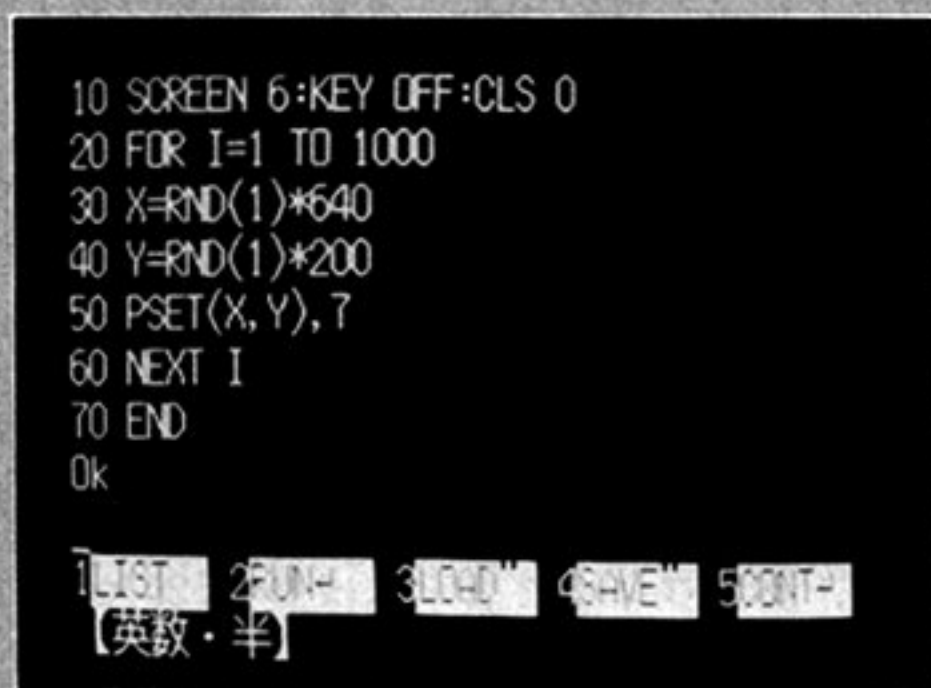 10 SCREEN 6:KEY OFF:CLS 0
20 FOR I=1 TO 1000
30 X=RND(1)*640
40 Y=RND(1)*200
50 PSET(X,Y),7
60 NEXT I
70 END
Ok
1LIST 2RUN↵ 3LOAD" 4SAVE" 5CONT↵
【英数・半】